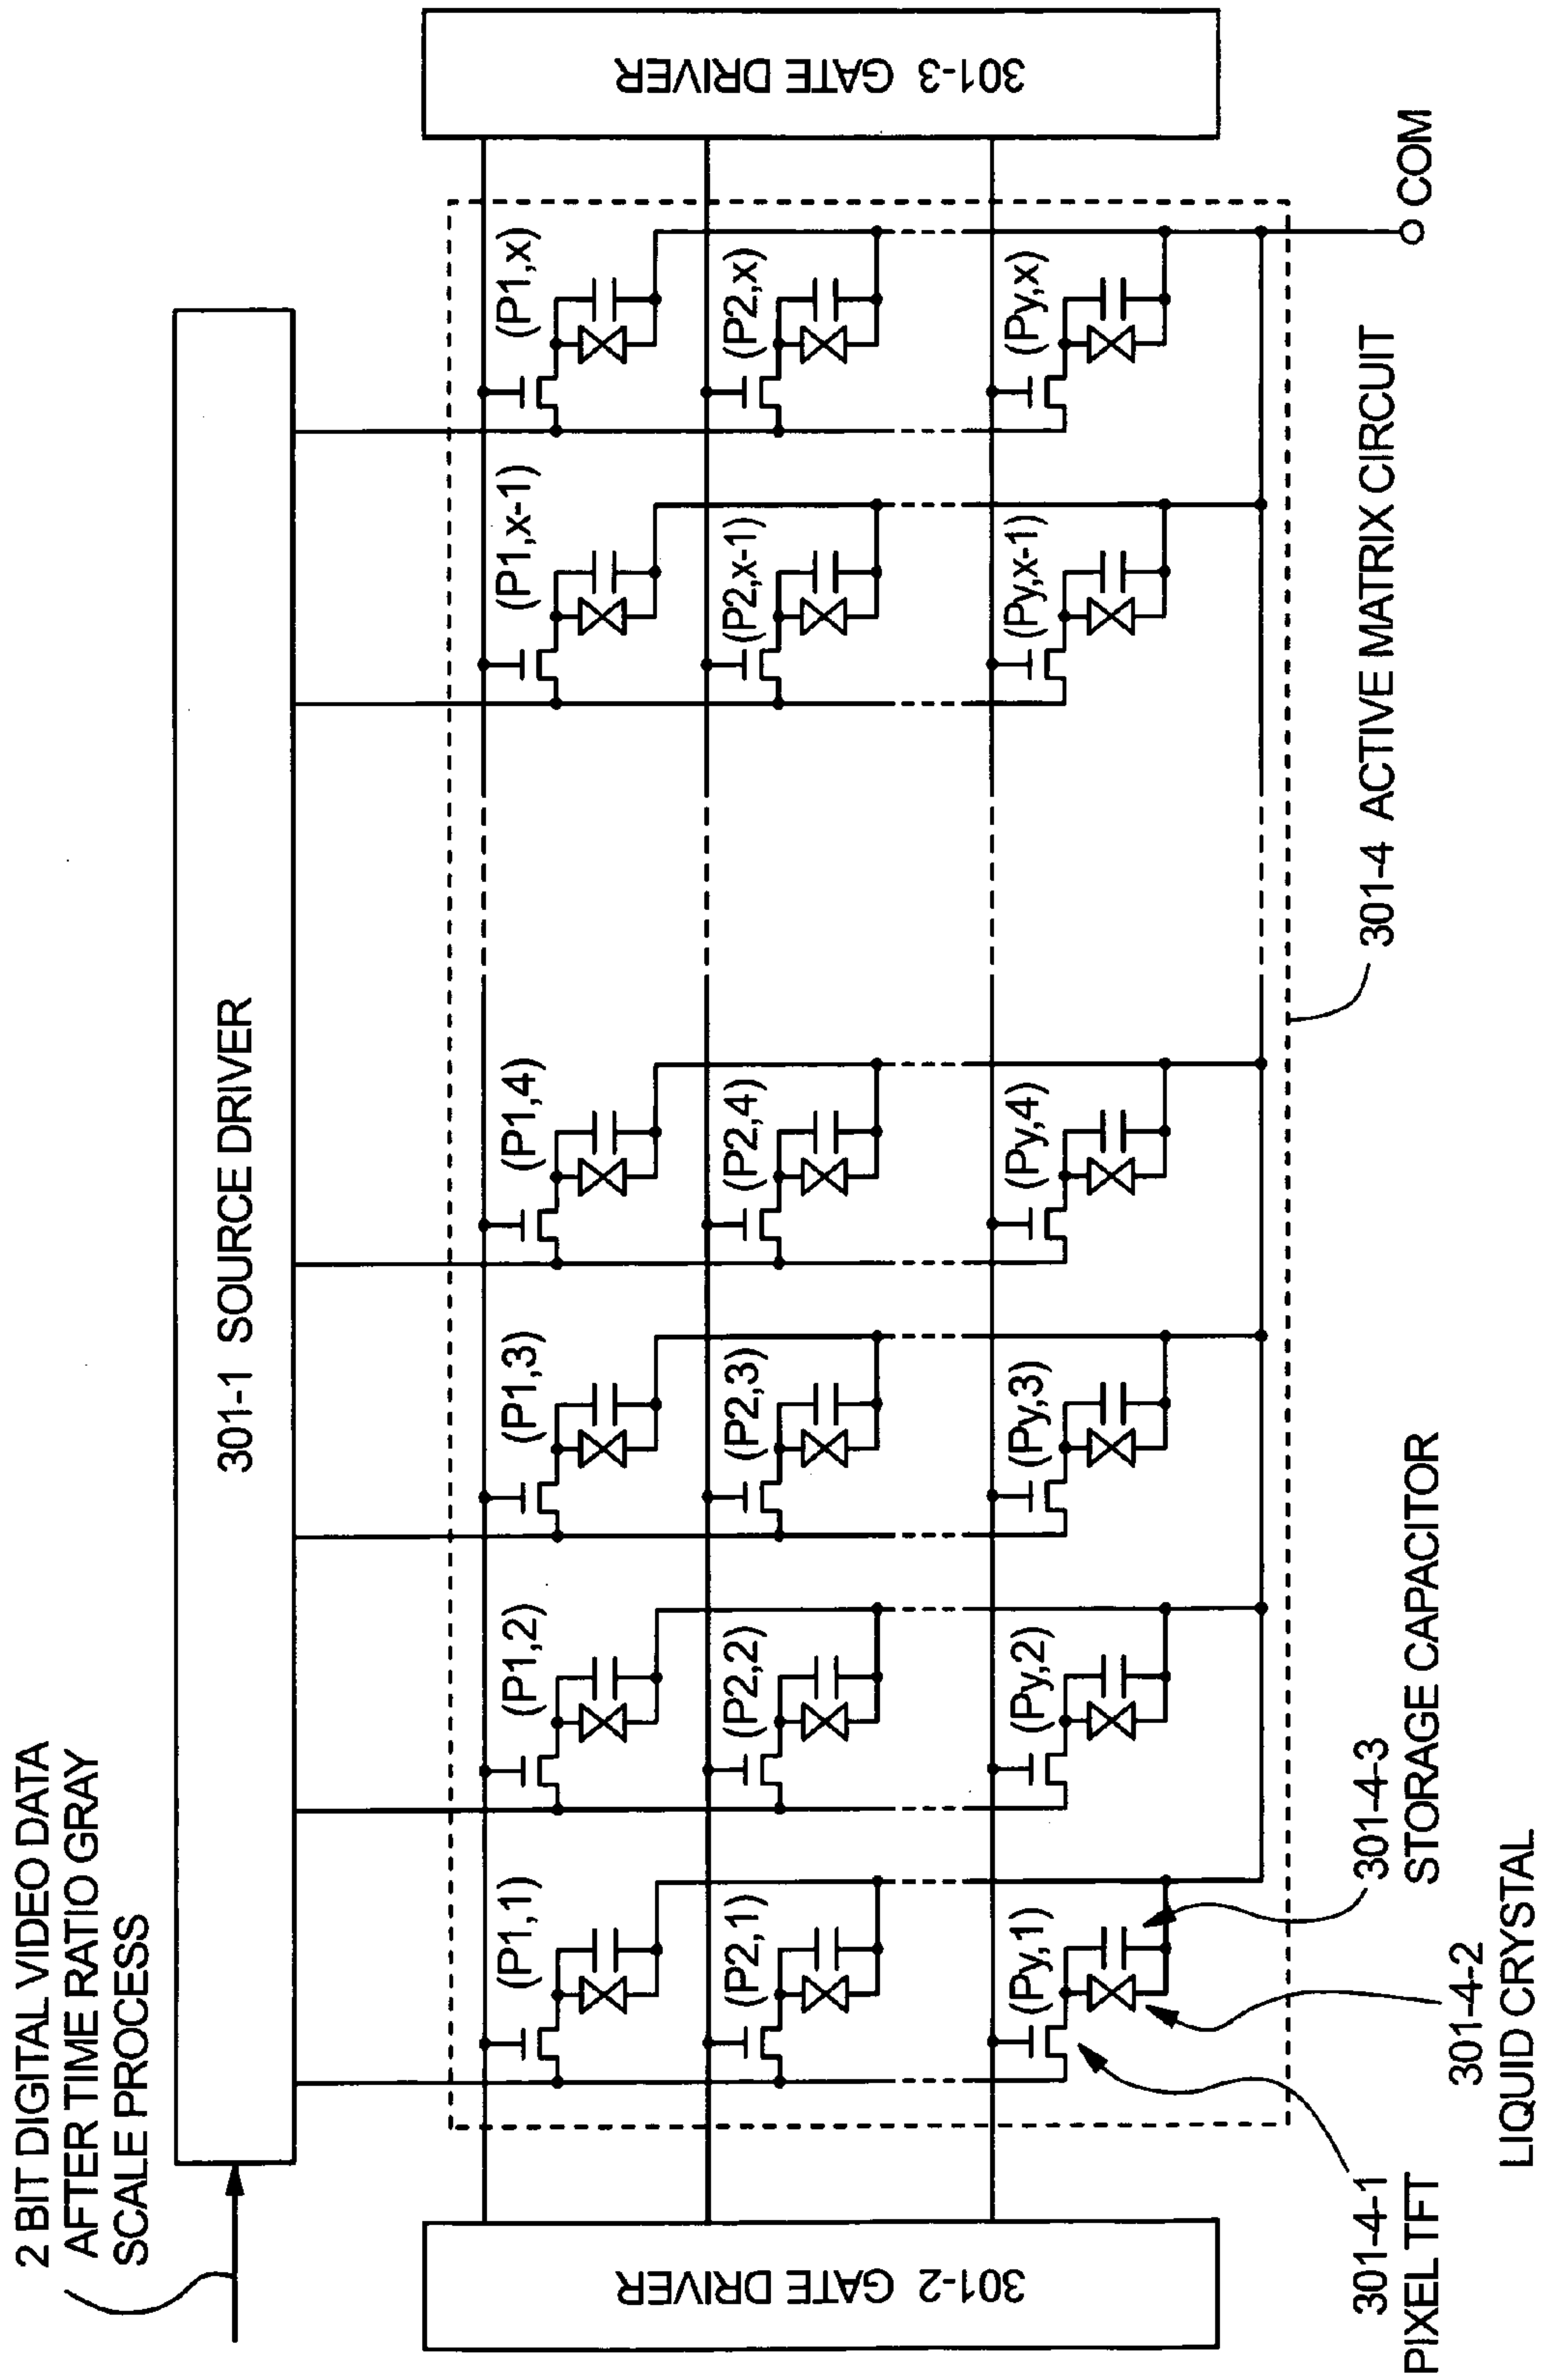 2 BIT DIGITAL VIDEO DATA
AFTER TIME RATIO GRAY
SCALE PROCESS
301-1 SOURCE DRIVER
301-2 GATE DRIVER
301-3 GATE DRIVER
(P1,1)
(P1,2)
(P1,3)
(P1,4)
(P1,x-1)
(P1,x)
(P2,1)
(P2,2)
(P2,3)
(P2,4)
(P2,x-1)
(P2,x)
(Py,1)
(Py,2)
(Py,3)
(Py,4)
(Py,x-1)
(Py,x)
COM
301-4 ACTIVE MATRIX CIRCUIT
301-4-1
PIXEL TFT
301-4-2
LIQUID CRYSTAL
301-4-3
STORAGE CAPACITOR